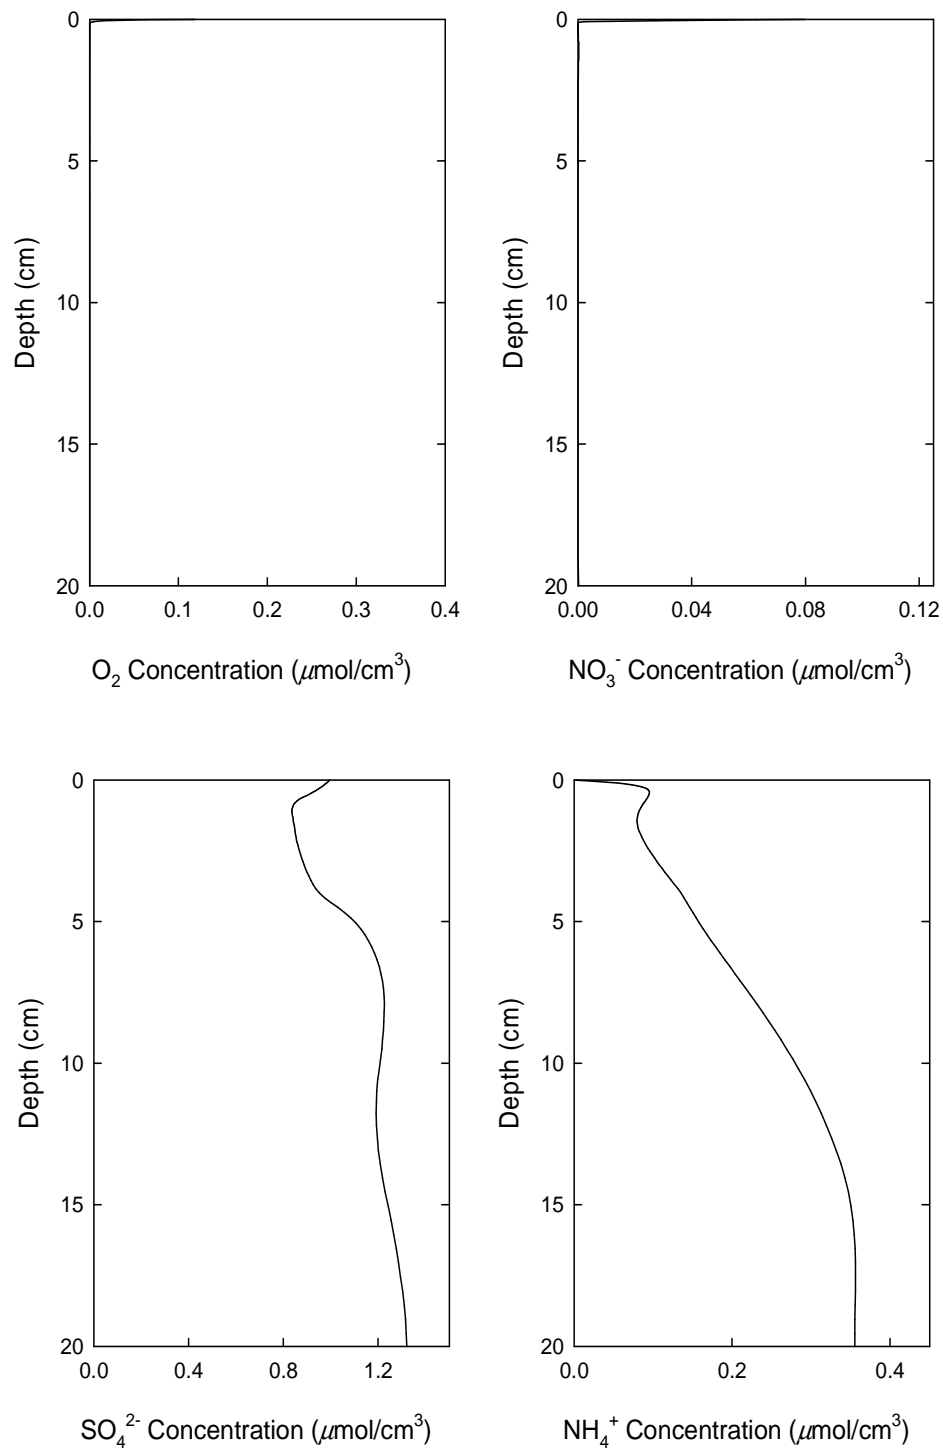 0
5
10
15
20
Depth (cm)
0.0 0.1 0.2 0.3 0.4
O₂ Concentration (μmol/cm³)
0
5
10
15
20
Depth (cm)
0.00 0.04 0.08 0.12
NO₃⁻ Concentration (μmol/cm³)
0
5
10
15
20
Depth (cm)
0.0 0.4 0.8 1.2
SO₄²⁻ Concentration (μmol/cm³)
0
5
10
15
20
Depth (cm)
0.0 0.2 0.4
NH₄⁺ Concentration (μmol/cm³)